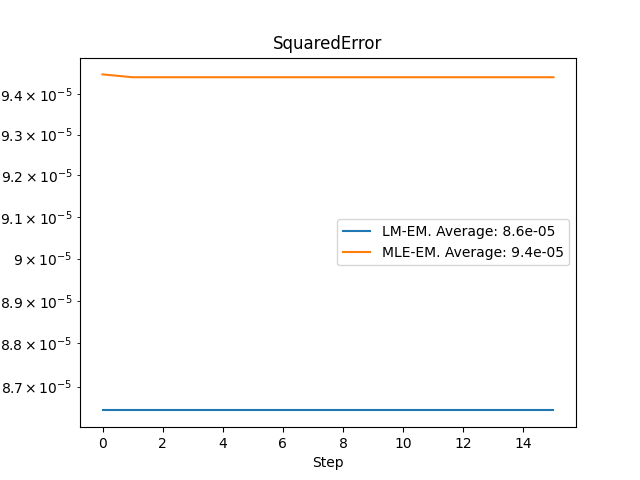 SquaredError
9.4 × 10⁻⁵
9.3 × 10⁻⁵
9.2 × 10⁻⁵
9.1 × 10⁻⁵
9 × 10⁻⁵
8.9 × 10⁻⁵
8.8 × 10⁻⁵
8.7 × 10⁻⁵
LM-EM. Average: 8.6e-05
MLE-EM. Average: 9.4e-05
0 2 4 6 8 10 12 14
Step